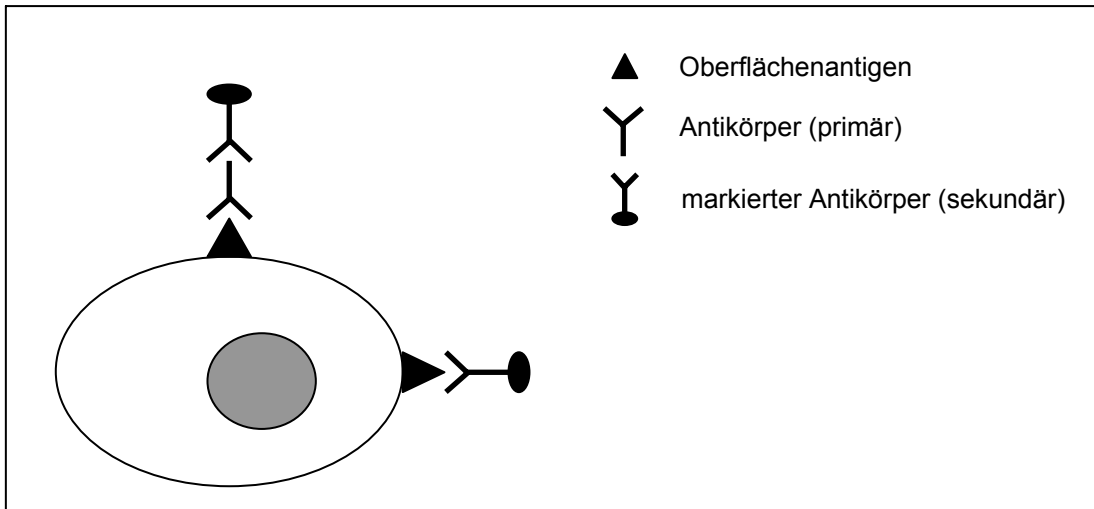 Oberflächenantigen
Antikörper (primär)
markierter Antikörper (sekundär)